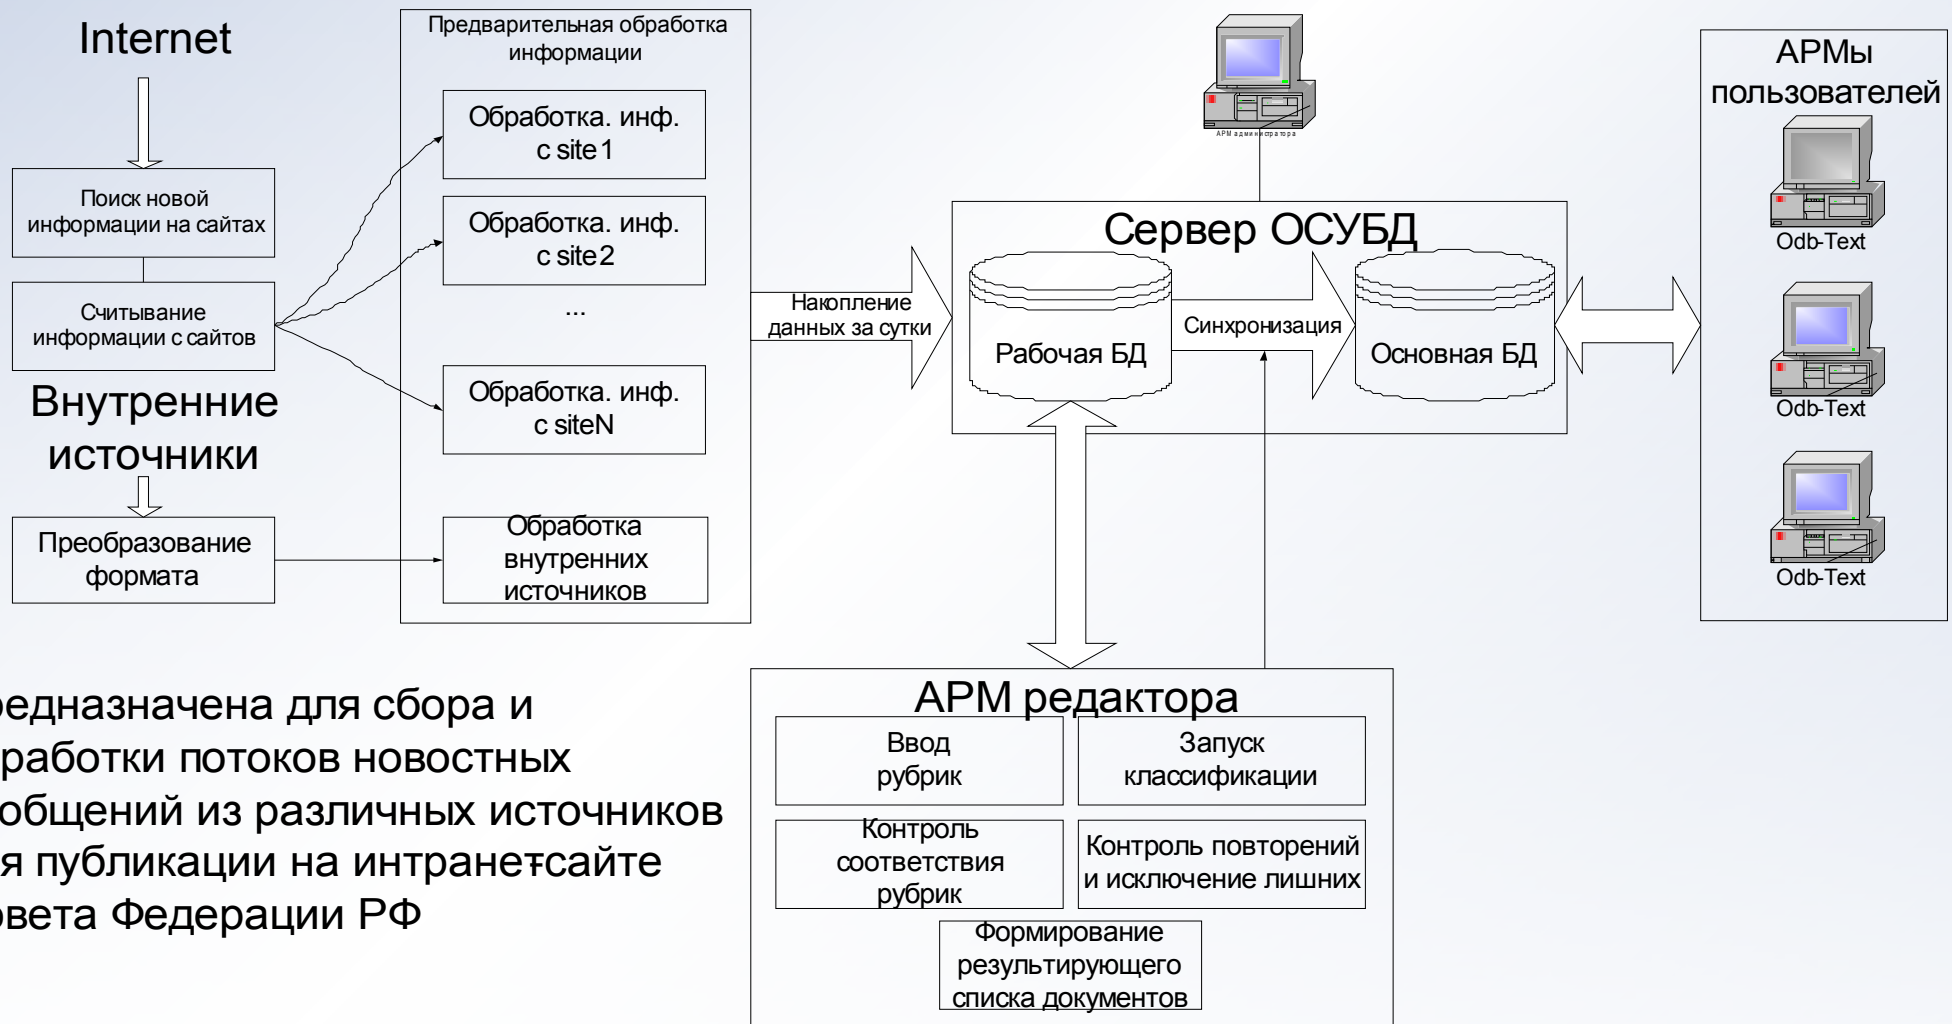 Internet
Поиск новой
информации на сайтах
Считывание
информации с сайтов
Внутренние
источники
Преобразование
формата
Предварительная обработка
информации
Обработка. инф.
с site1
Обработка. инф.
с site2
...
Обработка. инф.
с siteN
Обработка
внутренних
источников
Накопление
данных за сутки
АРМ администратора
Сервер ОСУБД
Рабочая БД
Синхронизация
Основная БД
АРМы
пользователей
Odb-Text
Odb-Text
Odb-Text
АРМ редактора
Ввод
рубрик
Запуск
классификации
Контроль
соответствия
рубрик
Контроль повторений
и исключение лишних
Формирование
результирующего
списка документов
редназначена для сбора и
работки потоков новостных
общений из различных источников
я публикации на интранет-сайте
овета Федерации РФ